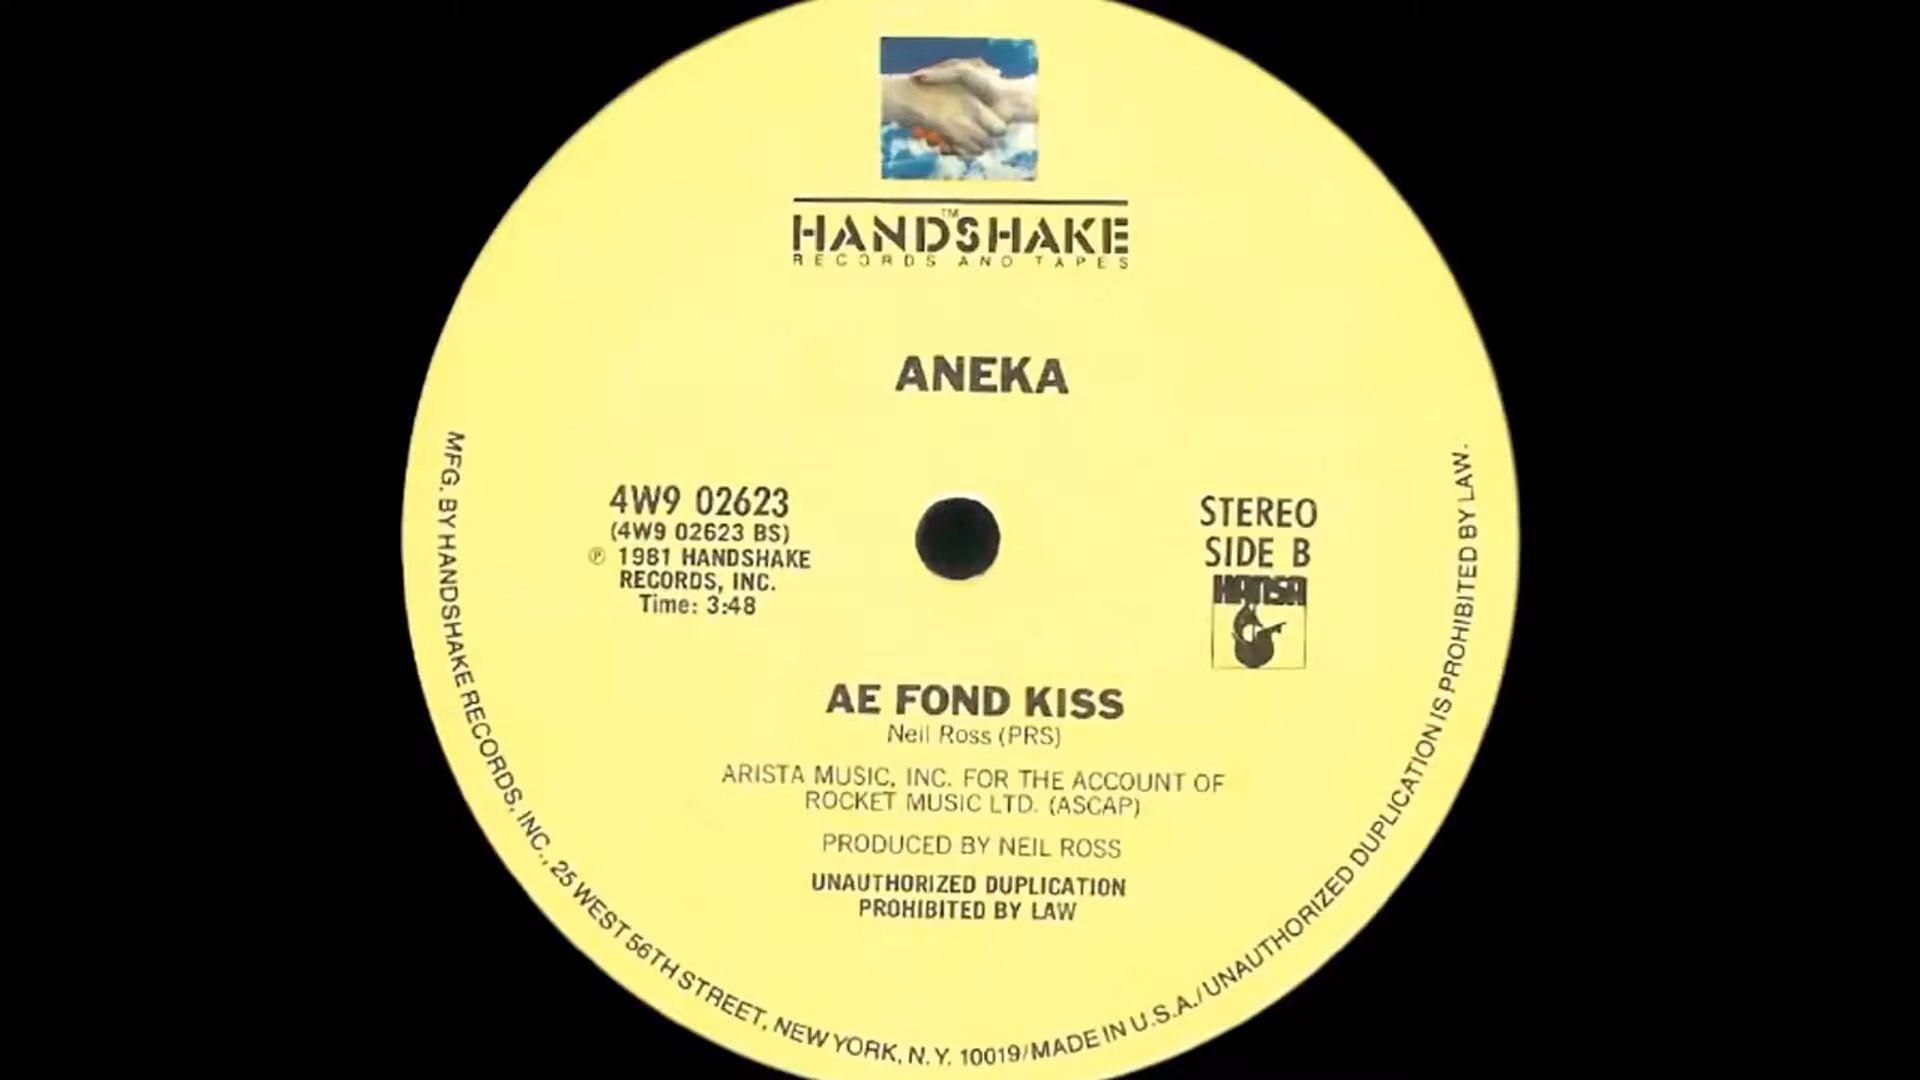 HANDSHAKE™
RECORDS AND TAPES
ANEKA
4W9 02623
(4W9 02623 BS)
℗ 1981 HANDSHAKE
RECORDS, INC.
Time: 3:48
STEREO
SIDE B
HANSA
AE FOND KISS
Neil Ross (PRS)
ARISTA MUSIC, INC. FOR THE ACCOUNT OF
ROCKET MUSIC LTD. (ASCAP)
PRODUCED BY NEIL ROSS
UNAUTHORIZED DUPLICATION
PROHIBITED BY LAW
MFG. BY HANDSHAKE RECORDS, INC., 25 WEST 56TH STREET, NEW YORK, N.Y. 10019/MADE IN U.S.A./UNAUTHORIZED DUPLICATION IS PROHIBITED BY LAW.